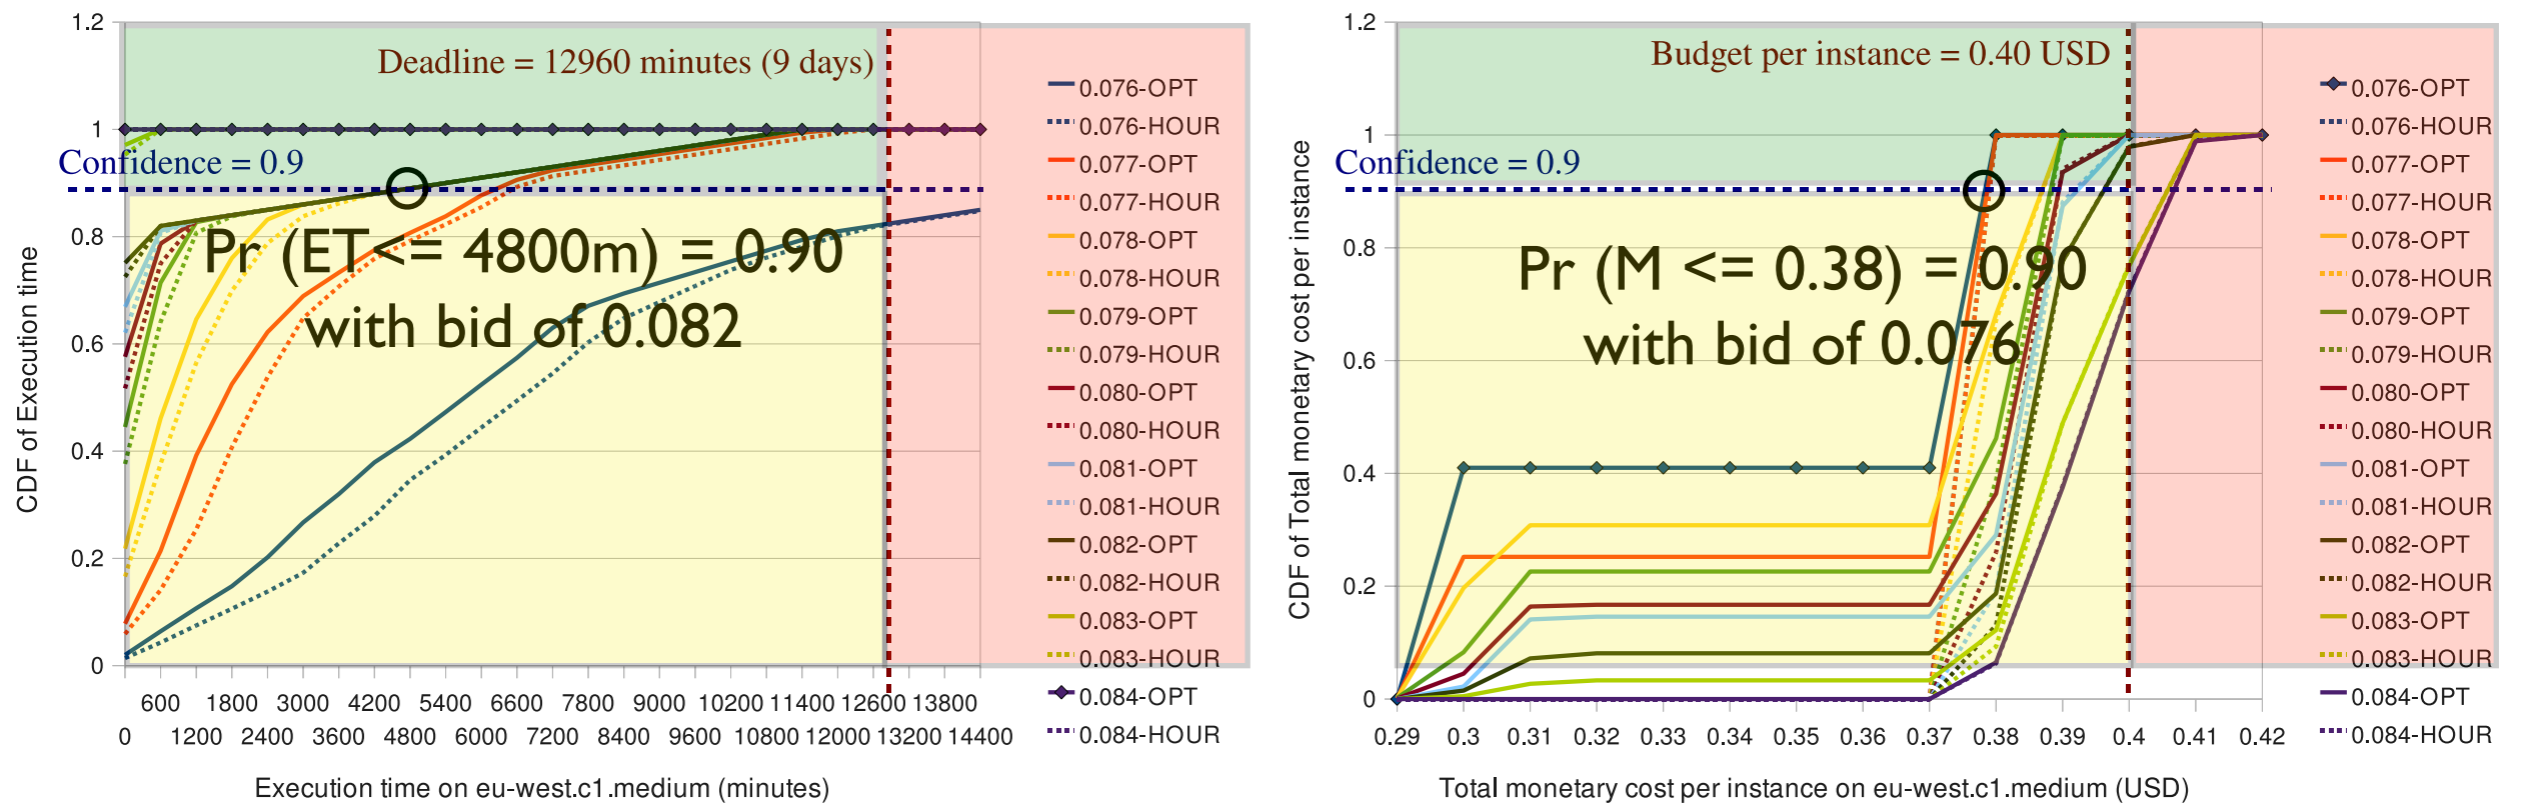 1.2
1
0.8
0.6
0.4
0.2
0
CDF of Execution time
Deadline = 12960 minutes (9 days)
Confidence = 0.9
Pr (ET<= 4800m) = 0.90
with bid of 0.082
600 1800 3000 4200 5400 6600 7800 9000 10200 11400 12600 13800
0 1200 2400 3600 4800 6000 7200 8400 9600 10800 12000 13200 14400
Execution time on eu-west.c1.medium (minutes)
0.076-OPT
0.076-HOUR
0.077-OPT
0.077-HOUR
0.078-OPT
0.078-HOUR
0.079-OPT
0.079-HOUR
0.080-OPT
0.080-HOUR
0.081-OPT
0.081-HOUR
0.082-OPT
0.082-HOUR
0.083-OPT
0.083-HOUR
0.084-OPT
0.084-HOUR
1.2
1
0.8
0.6
0.4
0.2
0
CDF of Total monetary cost per instance
Budget per instance = 0.40 USD
Confidence = 0.9
Pr (M <= 0.38) = 0.90
with bid of 0.076
0.29 0.3 0.31 0.32 0.33 0.34 0.35 0.36 0.37 0.38 0.39 0.4 0.41 0.42
Total monetary cost per instance on eu-west.c1.medium (USD)
0.076-OPT
0.076-HOUR
0.077-OPT
0.077-HOUR
0.078-OPT
0.078-HOUR
0.079-OPT
0.079-HOUR
0.080-OPT
0.080-HOUR
0.081-OPT
0.081-HOUR
0.082-OPT
0.082-HOUR
0.083-OPT
0.083-HOUR
0.084-OPT
0.084-HOUR